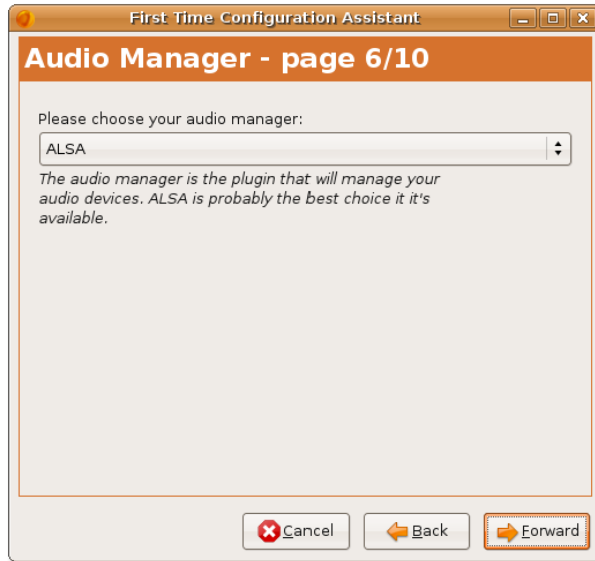 First Time Configuration Assistant
Audio Manager - page 6/10
Please choose your audio manager:
ALSA
The audio manager is the plugin that will manage your
audio devices. ALSA is probably the best choice it it's
available.
Cancel
Back
Forward